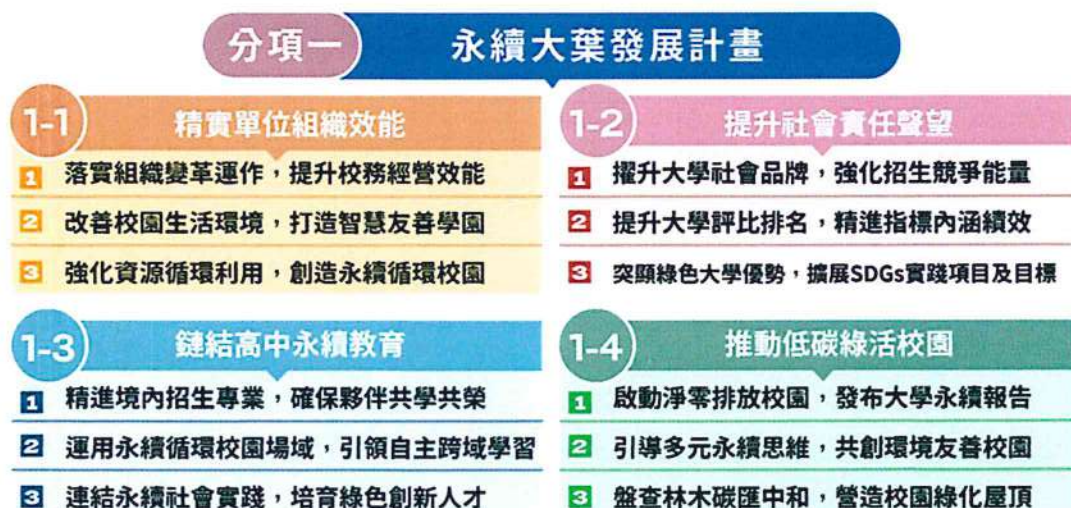 分項一 永續大葉發展計畫
1-1 精實單位組織效能
1 落實組織變革運作，提升校務經營效能
2 改善校園生活環境，打造智慧友善學園
3 強化資源循環利用，創造永續循環校園
1-2 提升社會責任聲望
1 擢升大學社會品牌，強化招生競爭能量
2 提升大學評比排名，精進指標內涵績效
3 突顯綠色大學優勢，擴展SDGs實踐項目及目標
1-3 鏈結高中永續教育
1 精進境內招生專業，確保夥伴共學共榮
2 運用永續循環校園場域，引領自主跨域學習
3 連結永續社會實踐，培育綠色創新人才
1-4 推動低碳綠活校園
1 啟動淨零排放校園，發布大學永續報告
2 引導多元永續思維，共創環境友善校園
3 盤查林木碳匯中和，營造校園綠化屋頂